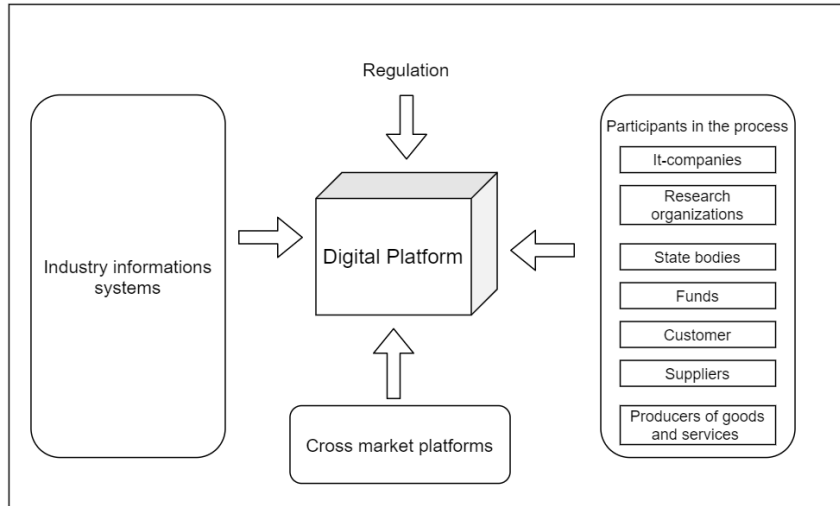 Regulation
Industry informations
systems
Digital Platform
Cross market platforms
Participants in the process
It-companies
Research
organizations
State bodies
Funds
Customer
Suppliers
Producers of goods
and services